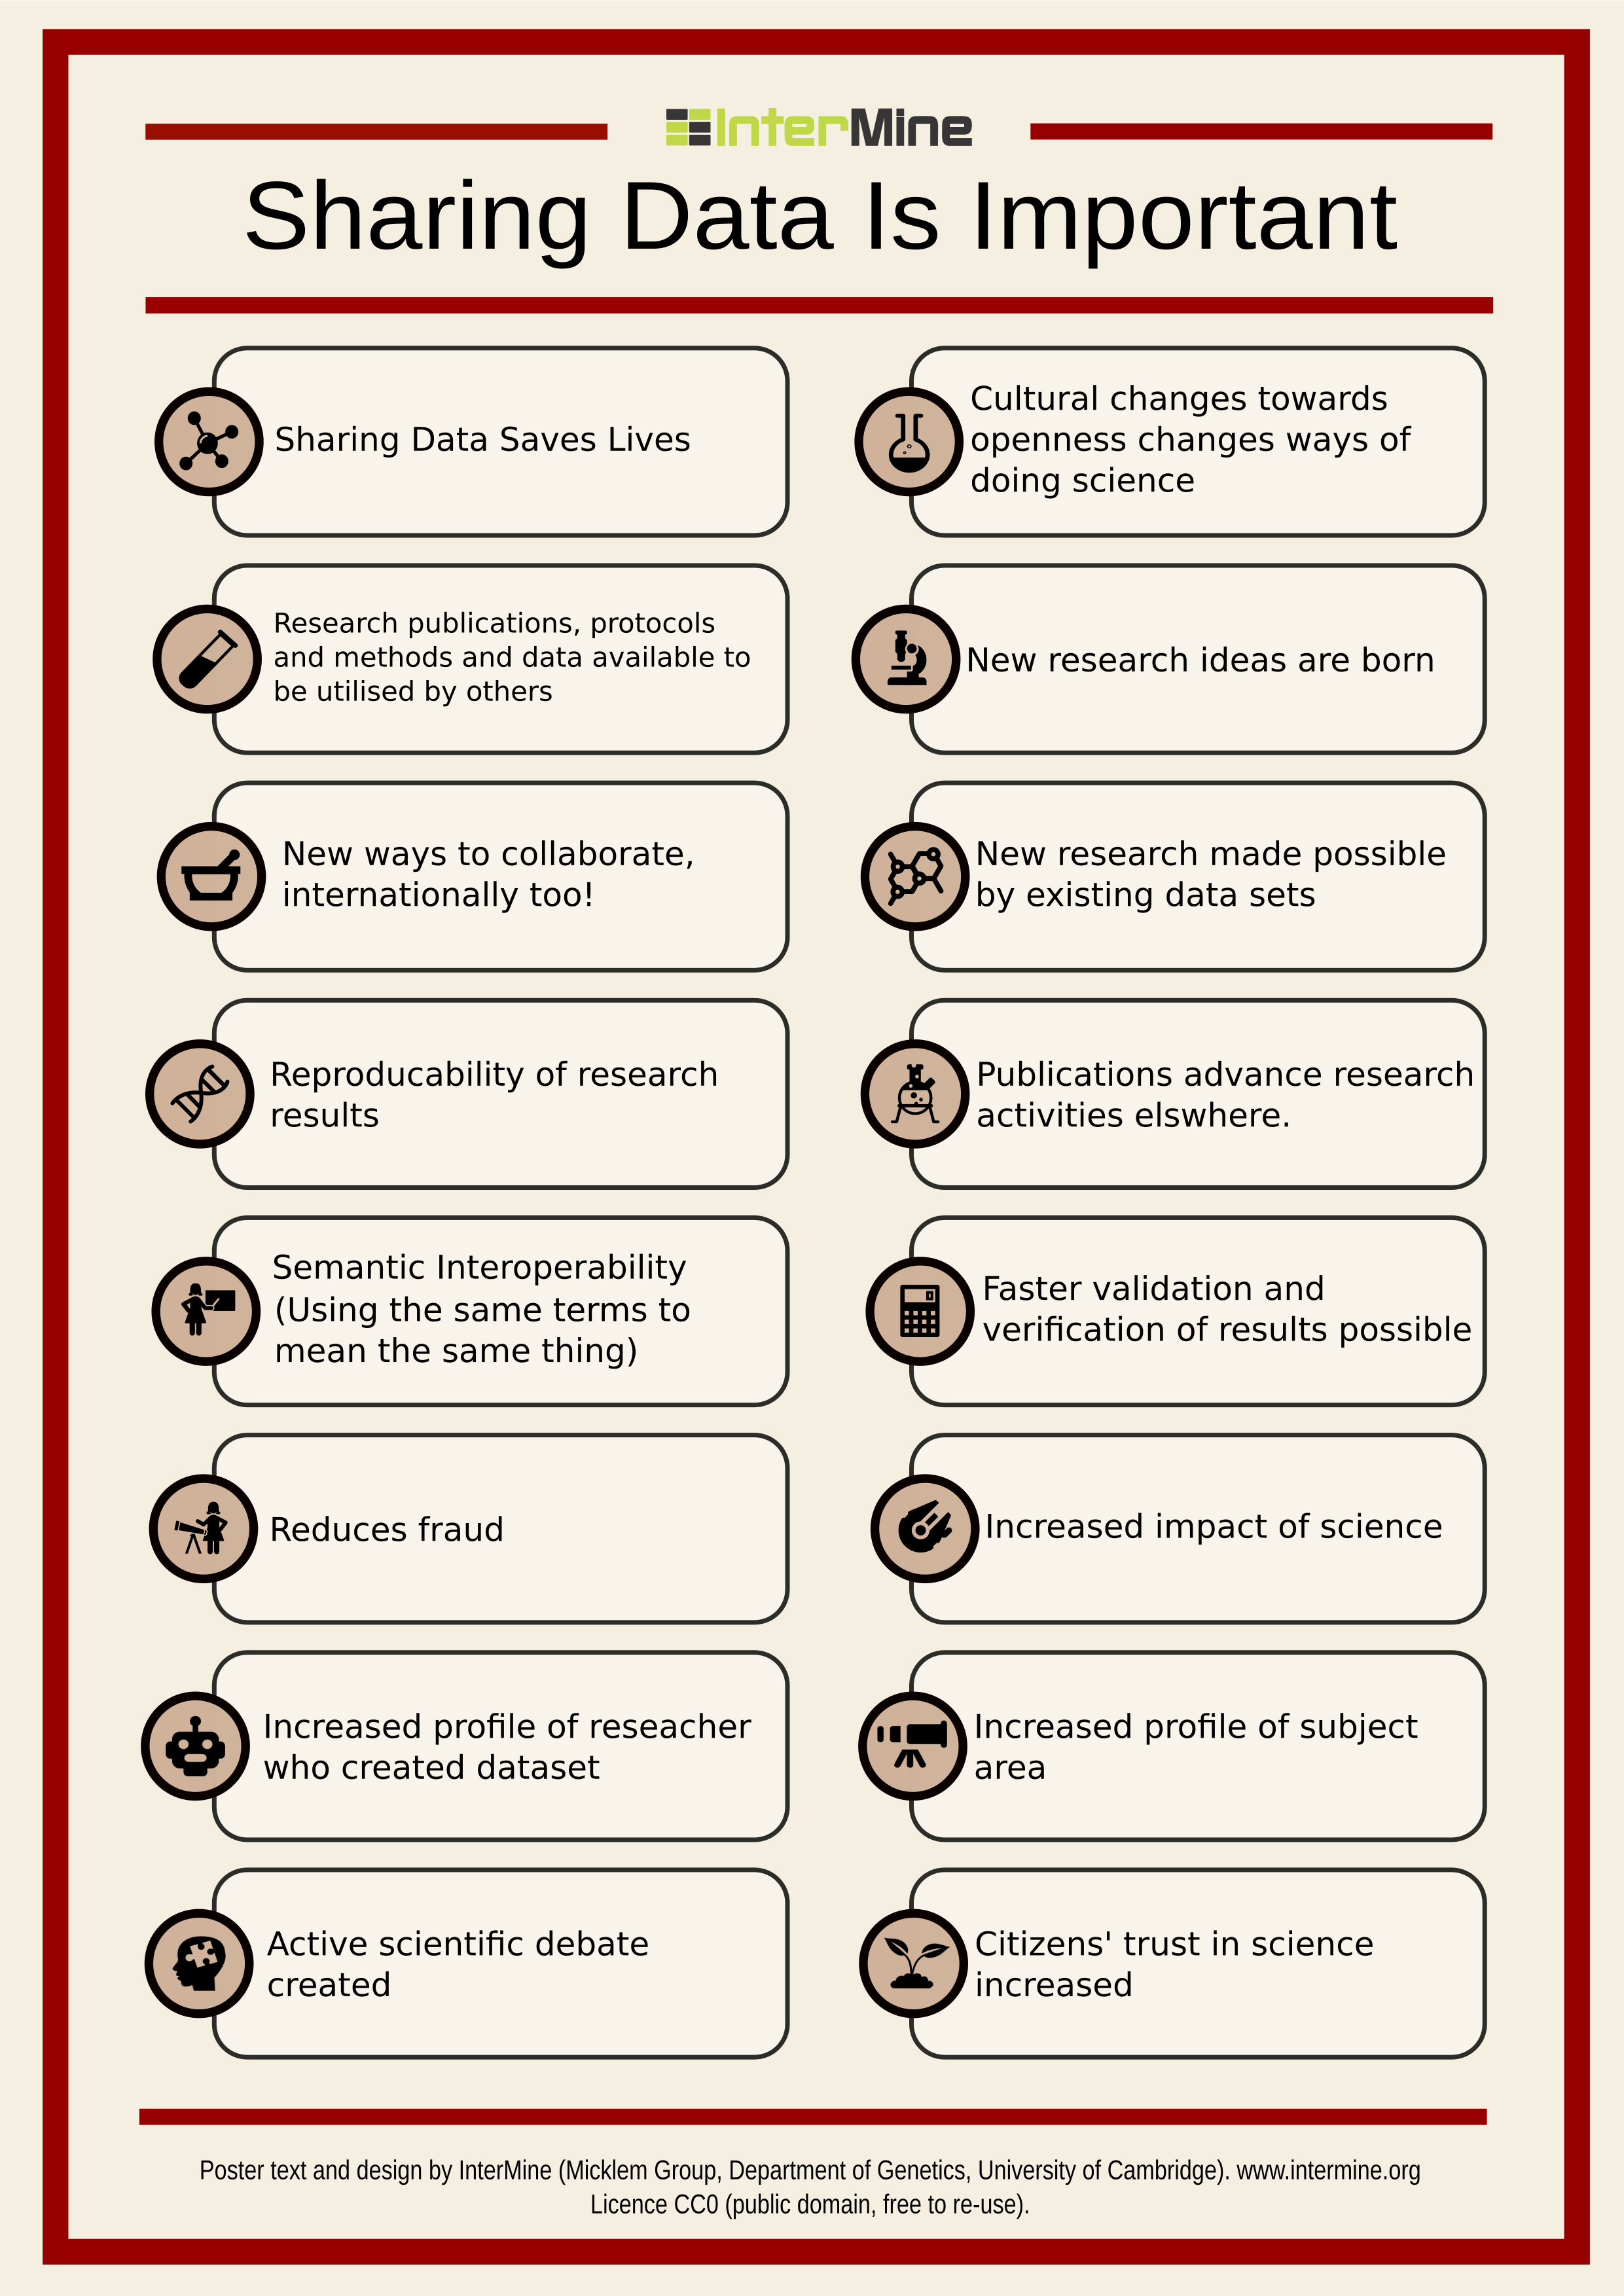 InterMine
Sharing Data Is Important
Sharing Data Saves Lives
Cultural changes towards
openness changes ways of
doing science
Research publications, protocols
and methods and data available to
be utilised by others
New research ideas are born
New ways to collaborate,
internationally too!
New research made possible
by existing data sets
Reproducability of research
results
Publications advance research
activities elswhere.
Semantic Interoperability
(Using the same terms to
mean the same thing)
Faster validation and
verification of results possible
Reduces fraud
Increased impact of science
Increased profile of reseacher
who created dataset
Increased profile of subject
area
Active scientific debate
created
Citizens' trust in science
increased
Poster text and design by InterMine (Micklem Group, Department of Genetics, University of Cambridge). www.intermine.org
Licence CC0 (public domain, free to re-use).